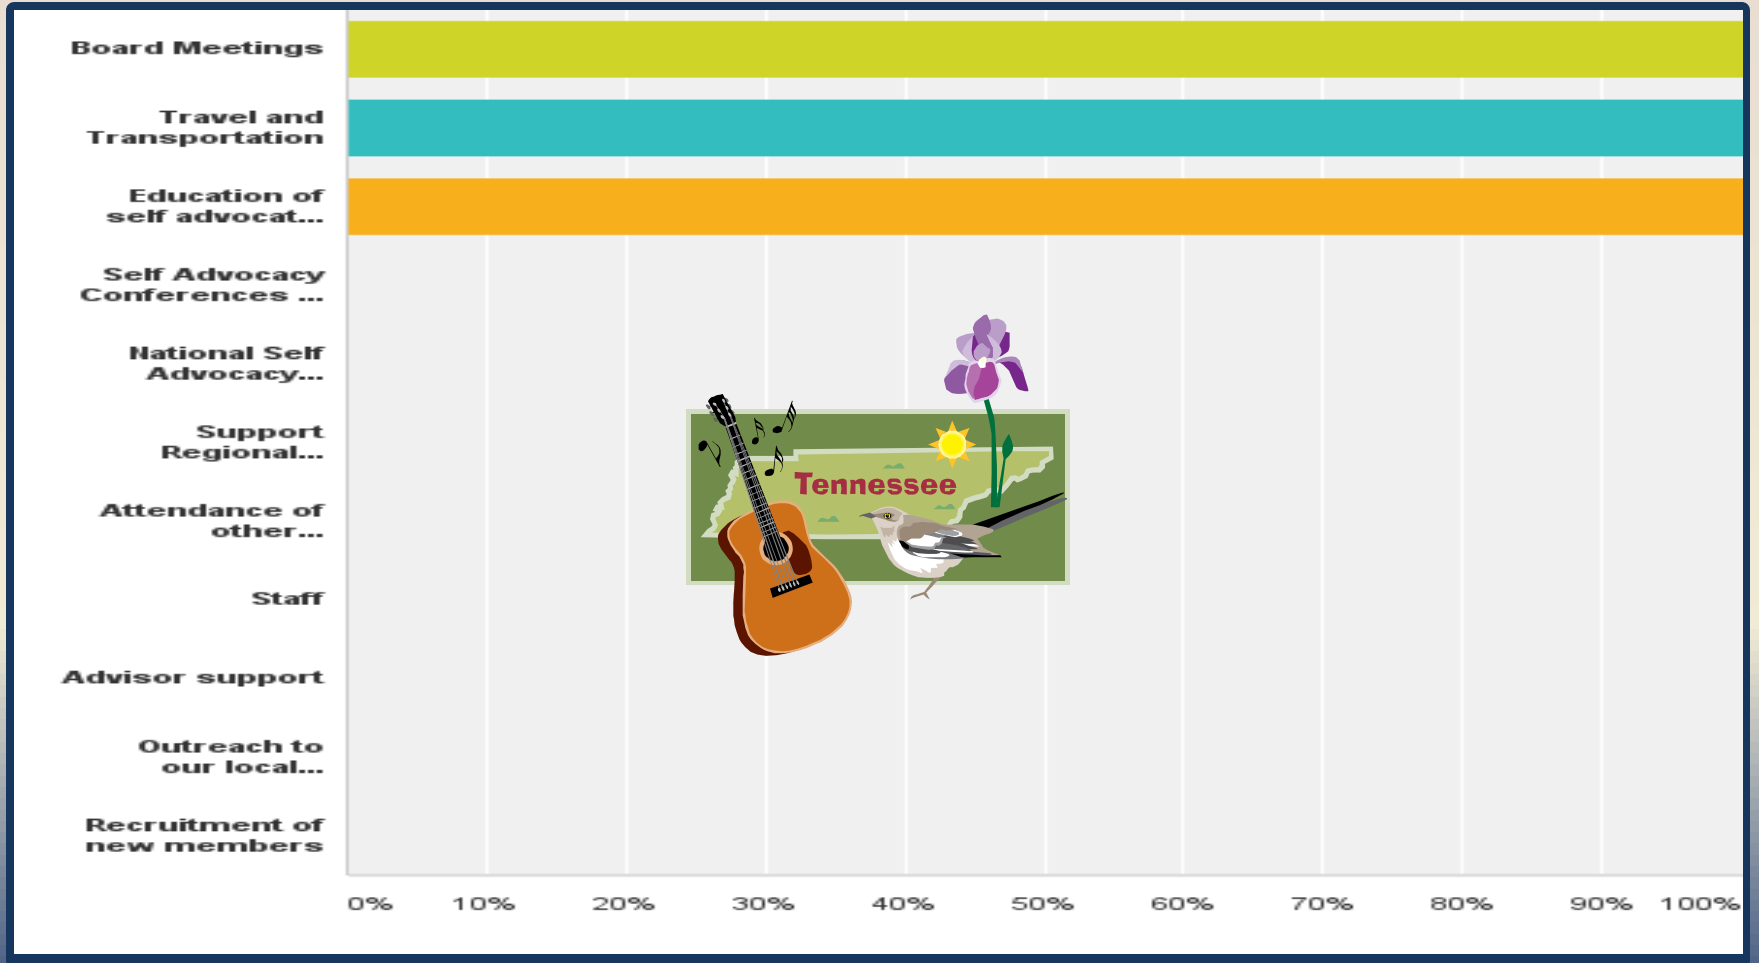 Board Meetings
Travel and
Transportation
Education of
self advocat...
Self Advocacy
Conferences ...
National Self
Advocacy...
Support
Regional...
Attendance of
other...
Staff
Advisor support
Outreach to
our local...
Recruitment of
new members
Tennessee
0% 10% 20% 30% 40% 50% 60% 70% 80% 90% 100%